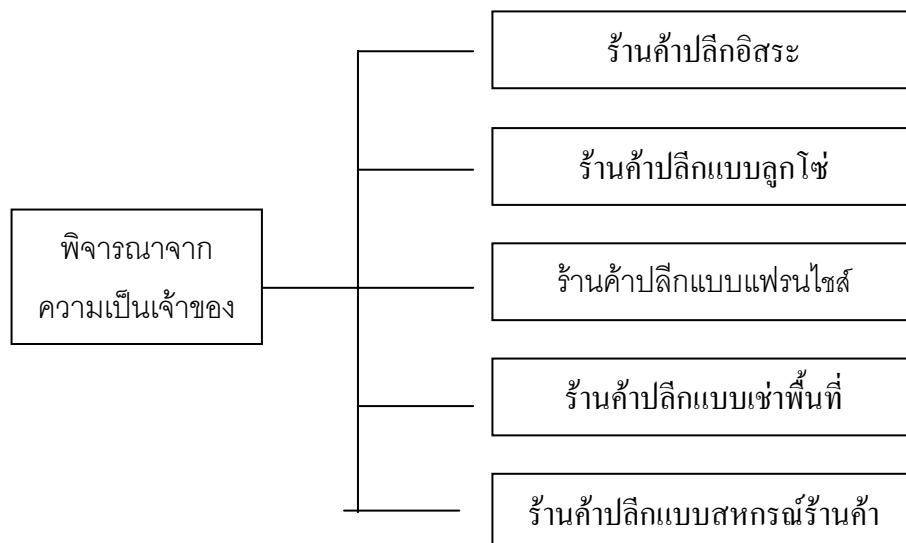 ร้านค้าปลีกอิสระ
ร้านค้าปลีกแบบลูกโซ่
พิจารณาจาก
ความเป็นเจ้าของ
ร้านค้าปลีกแบบแฟรนไชส์
ร้านค้าปลีกแบบเช่าพื้นที่
ร้านค้าปลีกแบบสหกรณ์ร้านค้า